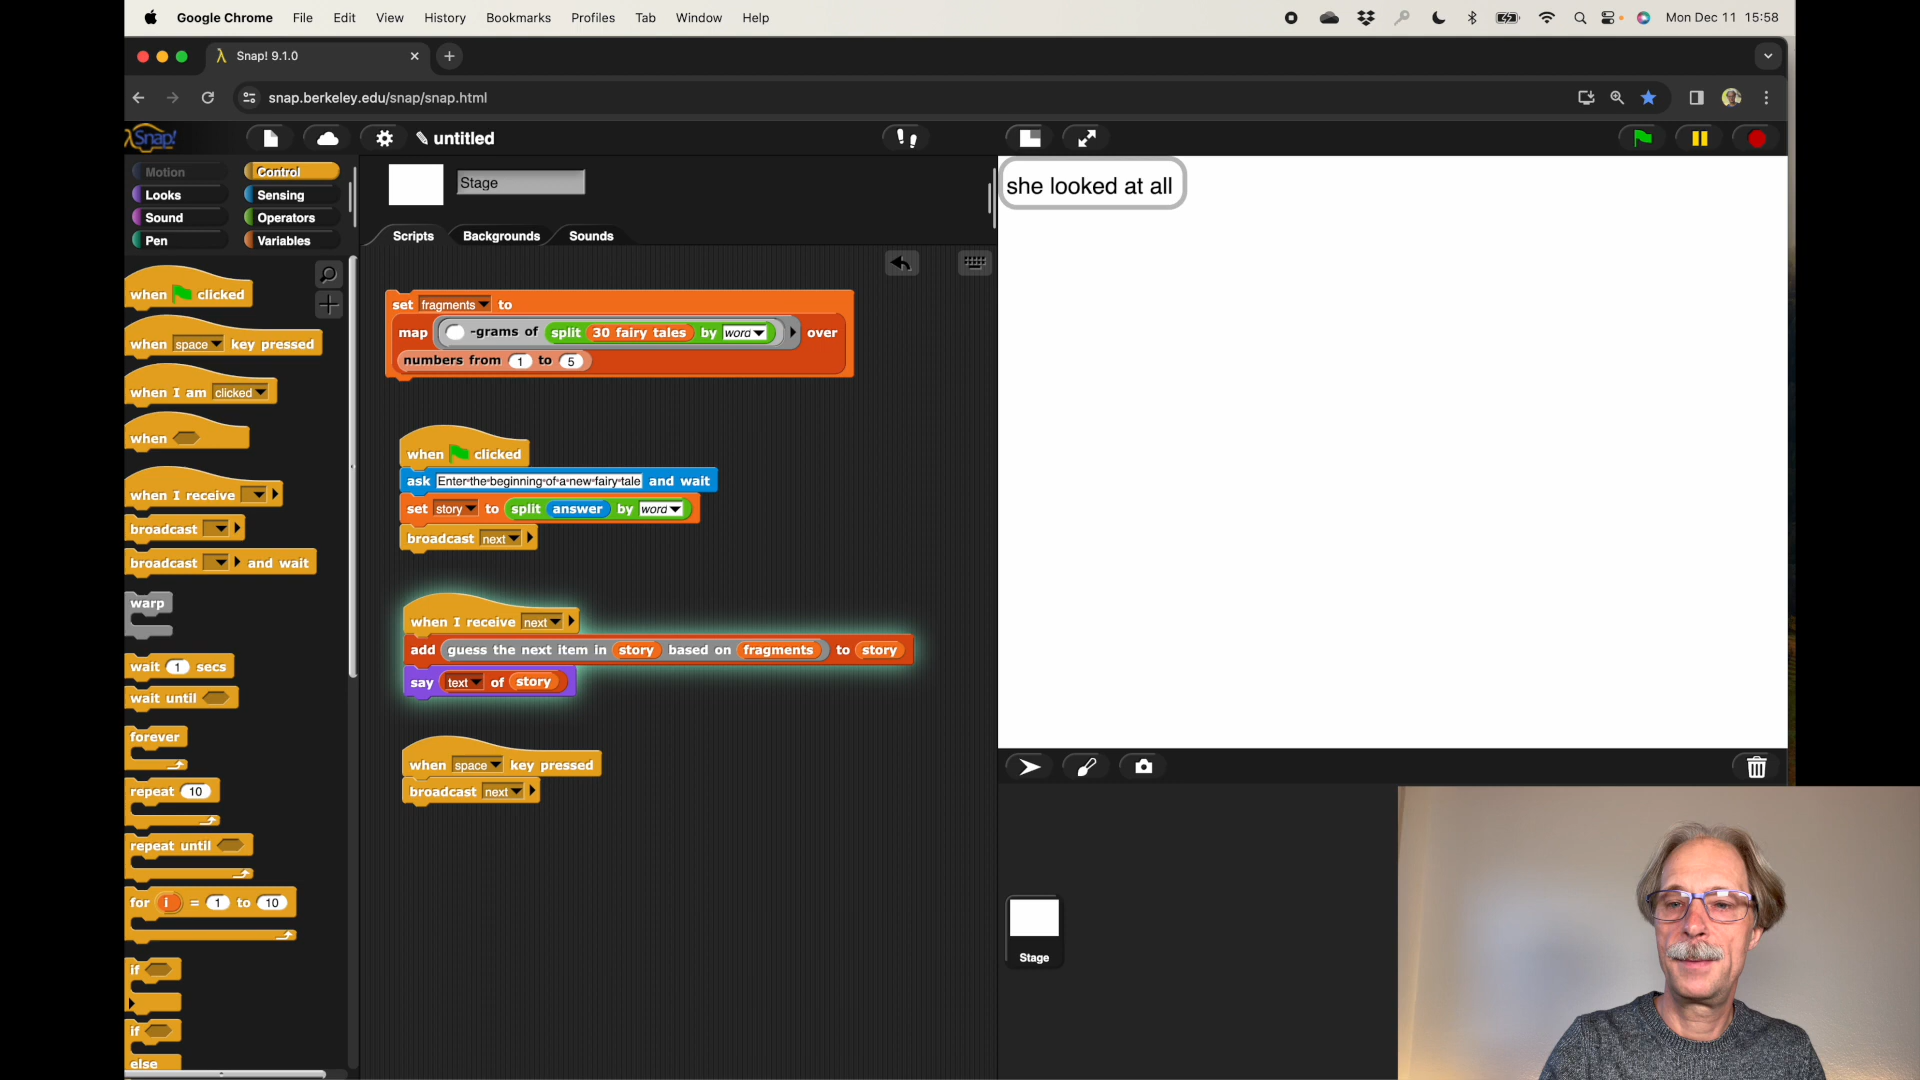 Google Chrome File Edit View History Bookmarks Profiles Tab Window Help Mon Dec 11 15:58
Snap! 9.1.0
snap.berkeley.edu/snap/snap.html
Snap! untitled
Motion Control
Looks Sensing
Sound Operators
Pen Variables
when clicked
when space key pressed
when I am clicked
when
when I receive
broadcast
broadcast and wait
warp
wait 1 secs
wait until
forever
repeat 10
repeat until
for i = 1 to 10
if
if
else
Stage
Scripts Backgrounds Sounds
set fragments to
map -grams of split 30 fairy tales by word over
numbers from 1 to 5
when clicked
ask Enter·the·beginning·of·a·new·fairy·tale and wait
set story to split answer by word
broadcast next
when I receive next
add guess the next item in story based on fragments to story
say text of story
when space key pressed
broadcast next
she looked at all
Stage